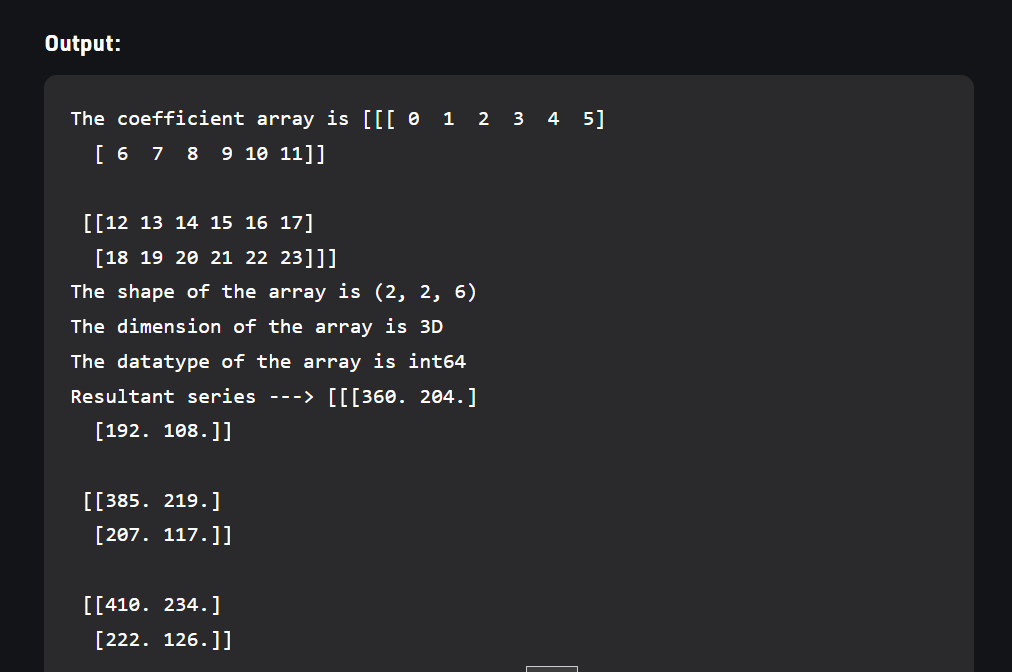 Output:
The coefficient array is [[[ 0  1  2  3  4  5]
  [ 6  7  8  9 10 11]]
 [[12 13 14 15 16 17]
  [18 19 20 21 22 23]]]
The shape of the array is (2, 2, 6)
The dimension of the array is 3D
The datatype of the array is int64
Resultant series ---> [[[360. 204.]
  [192. 108.]]
 [[385. 219.]
  [207. 117.]]
 [[410. 234.]
  [222. 126.]]